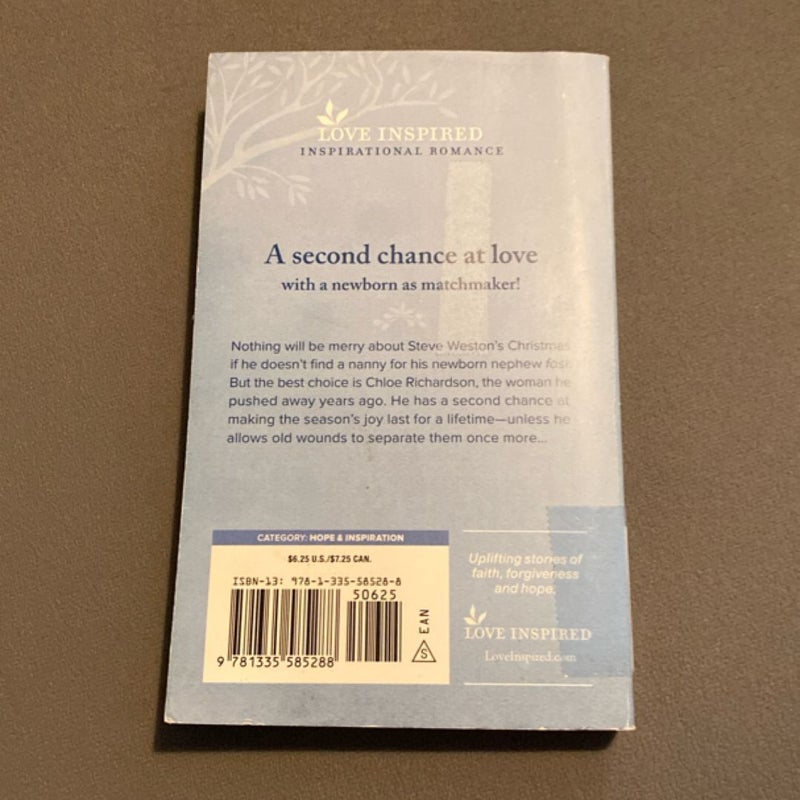 LOVE INSPIRED
INSPIRATIONAL ROMANCE
A second chance at love
with a newborn as matchmaker!
Nothing will be merry about Steve Weston's Christmas
if he doesn't find a nanny for his newborn nephew fast.
But the best choice is Chloe Richardson, the woman he
pushed away years ago. He has a second chance at
making the season's joy last for a lifetime—unless he
allows old wounds to separate them once more...
CATEGORY: HOPE & INSPIRATION
$6.25 U.S./$7.25 CAN.
ISBN-13: 978-1-335-58528-8
50625
9 781335 585288
EAN
S
Uplifting stories of
faith, forgiveness
and hope.
LOVE INSPIRED
LoveInspired.com